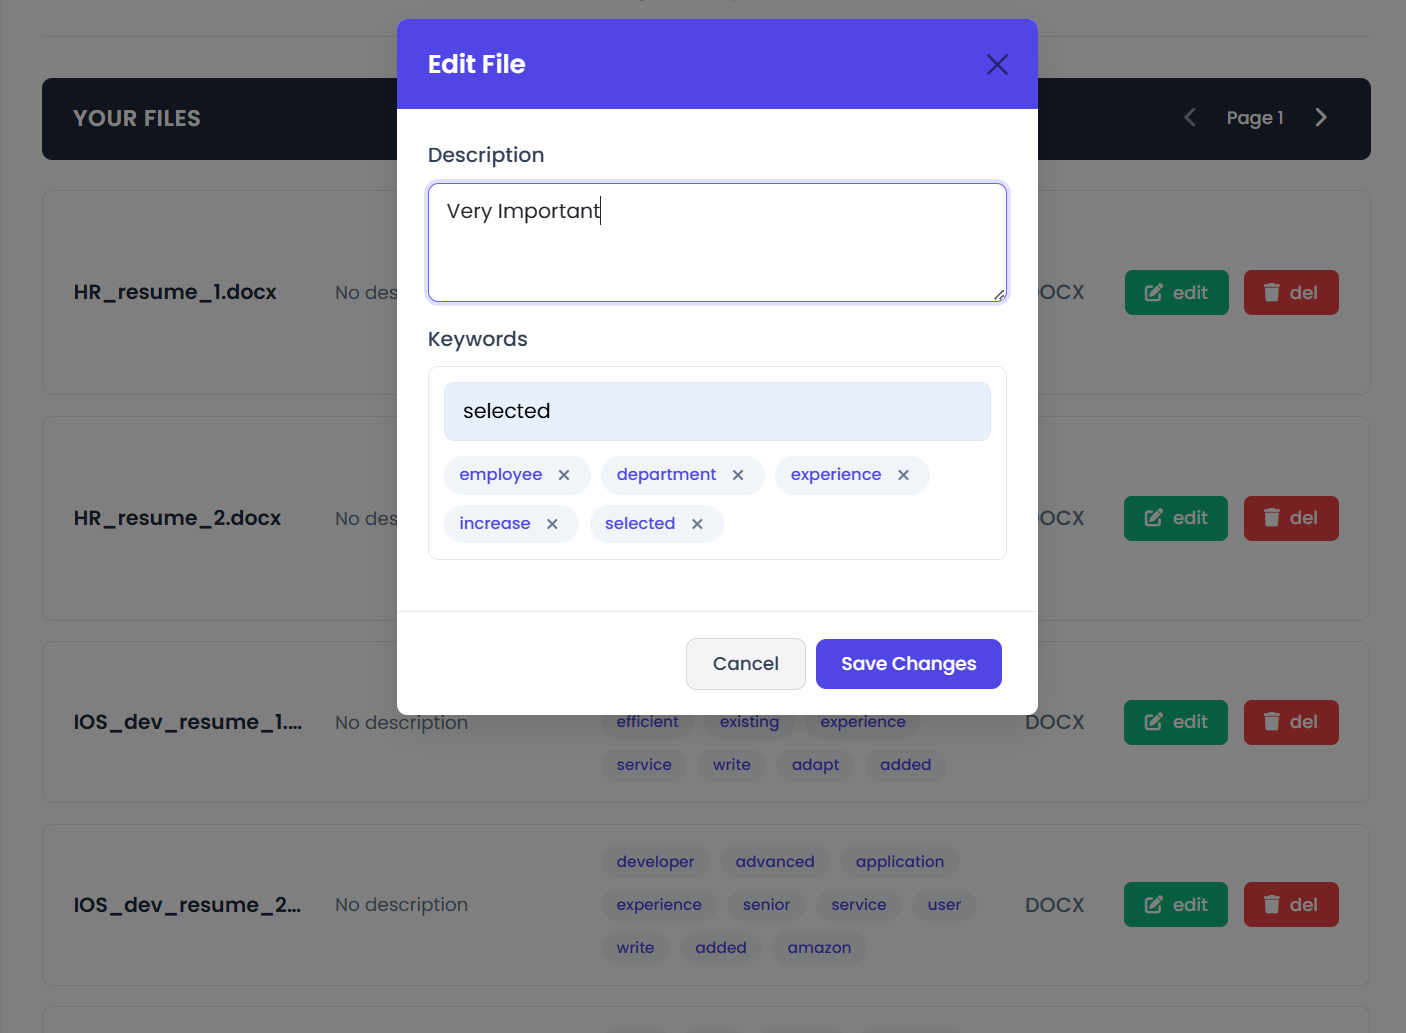 Edit File
YOUR FILES
Page 1
Description
Very Important
Keywords
selected
employee department experience
increase selected
Cancel Save Changes
HR_resume_1.docx No des OCX edit del
HR_resume_2.docx No des OCX edit del
IOS_dev_resume_1.... No description efficient existing experience DOCX edit del
service write adapt added
developer advanced application
IOS_dev_resume_2... No description experience senior service user DOCX edit del
write added amazon